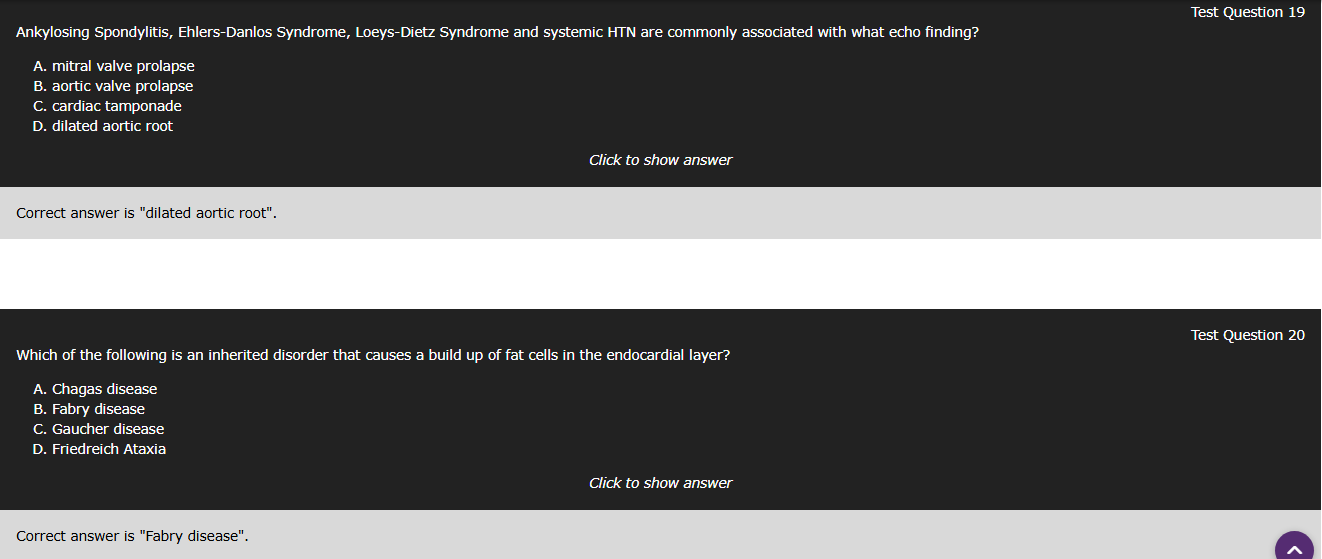 Test Question 19
Ankylosing Spondylitis, Ehlers-Danlos Syndrome, Loeys-Dietz Syndrome and systemic HTN are commonly associated with what echo finding?
A. mitral valve prolapse
B. aortic valve prolapse
C. cardiac tamponade
D. dilated aortic root
Click to show answer
Correct answer is "dilated aortic root".
Test Question 20
Which of the following is an inherited disorder that causes a build up of fat cells in the endocardial layer?
A. Chagas disease
B. Fabry disease
C. Gaucher disease
D. Friedreich Ataxia
Click to show answer
Correct answer is "Fabry disease".